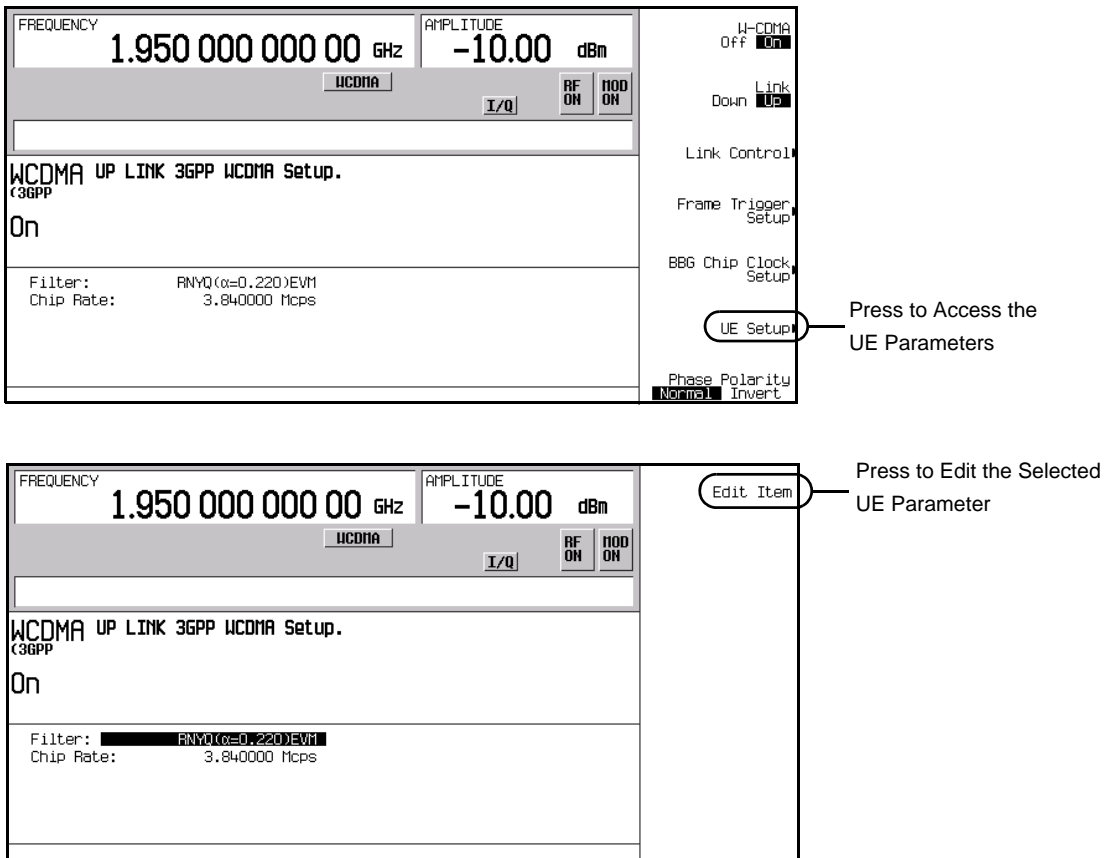 FREQUENCY
1.950 000 000 00 GHz
AMPLITUDE
-10.00 dBm
WCDMA
I/Q
RF ON
MOD ON
WCDMA UP LINK 3GPP WCDMA Setup.
(3GPP
On
Filter: RNYQ(α=0.220)EVM
Chip Rate: 3.840000 Mcps
W-CDMA
Off On
Link
Down Up
Link Control
Frame Trigger
Setup
BBG Chip Clock
Setup
UE Setup
Phase Polarity
Normal Invert
Press to Access the
UE Parameters
FREQUENCY
1.950 000 000 00 GHz
AMPLITUDE
-10.00 dBm
WCDMA
I/Q
RF ON
MOD ON
WCDMA UP LINK 3GPP WCDMA Setup.
(3GPP
On
Filter: RNYQ(α=0.220)EVM
Chip Rate: 3.840000 Mcps
Edit Item
Press to Edit the Selected
UE Parameter